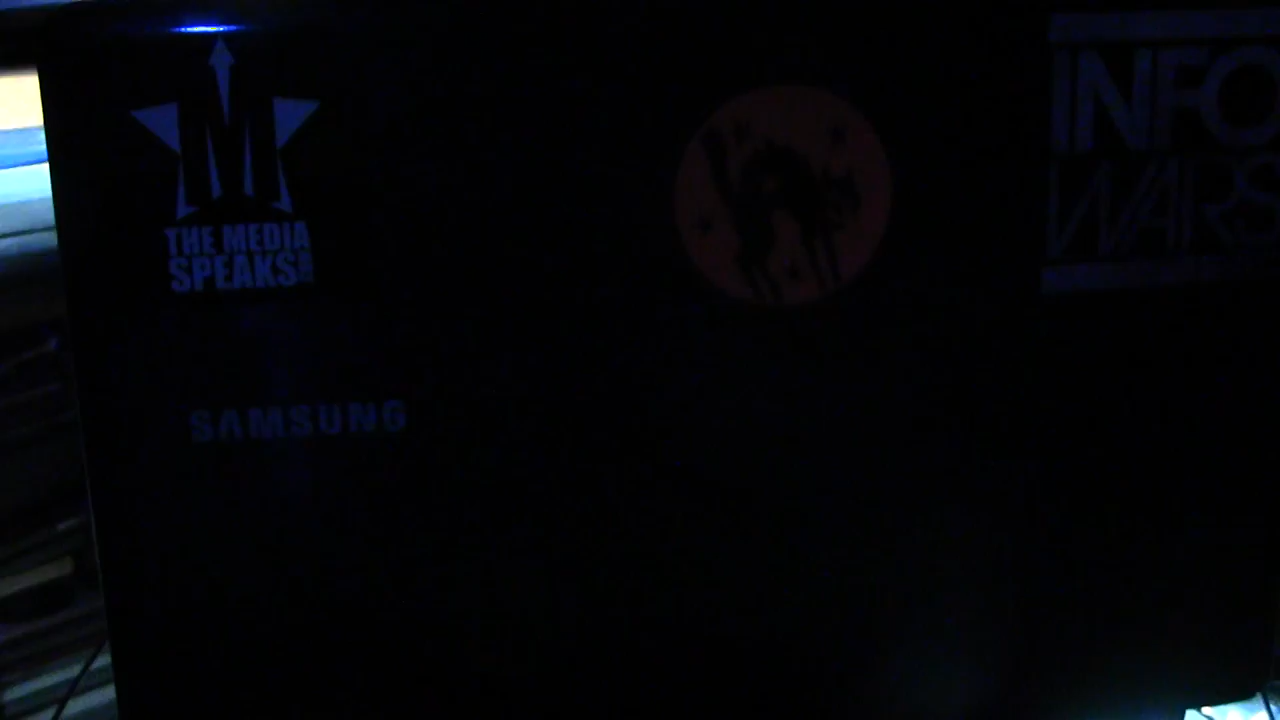 M
THE MEDIA
SPEAKS
SAMSUNG
INFO
WARS